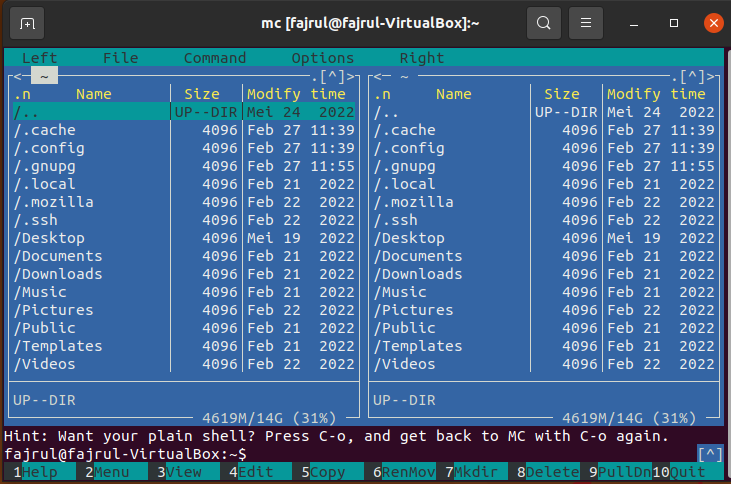 mc [fajrul@fajrul-VirtualBox]:~
Left File Command Options Right
<─ ~ .[^]> <─ ~ .[^]>
.n Name Size Modify time .n Name Size Modify time
/.. UP--DIR Mei 24 2022 /.. UP--DIR Mei 24 2022
/.cache 4096 Feb 27 11:39 /.cache 4096 Feb 27 11:39
/.config 4096 Feb 27 11:39 /.config 4096 Feb 27 11:39
/.gnupg 4096 Feb 27 11:55 /.gnupg 4096 Feb 27 11:55
/.local 4096 Feb 21 2022 /.local 4096 Feb 21 2022
/.mozilla 4096 Feb 22 2022 /.mozilla 4096 Feb 22 2022
/.ssh 4096 Feb 22 2022 /.ssh 4096 Feb 22 2022
/Desktop 4096 Mei 19 2022 /Desktop 4096 Mei 19 2022
/Documents 4096 Feb 21 2022 /Documents 4096 Feb 21 2022
/Downloads 4096 Feb 21 2022 /Downloads 4096 Feb 21 2022
/Music 4096 Feb 21 2022 /Music 4096 Feb 21 2022
/Pictures 4096 Feb 22 2022 /Pictures 4096 Feb 22 2022
/Public 4096 Feb 21 2022 /Public 4096 Feb 21 2022
/Templates 4096 Feb 21 2022 /Templates 4096 Feb 21 2022
/Videos 4096 Feb 22 2022 /Videos 4096 Feb 22 2022
UP--DIR UP--DIR
4619M/14G (31%) 4619M/14G (31%)
Hint: Want your plain shell? Press C-o, and get back to MC with C-o again.
fajrul@fajrul-VirtualBox:~$ [^]
1Help 2Menu 3View 4Edit 5Copy 6RenMov 7Mkdir 8Delete 9PullDn 10Quit